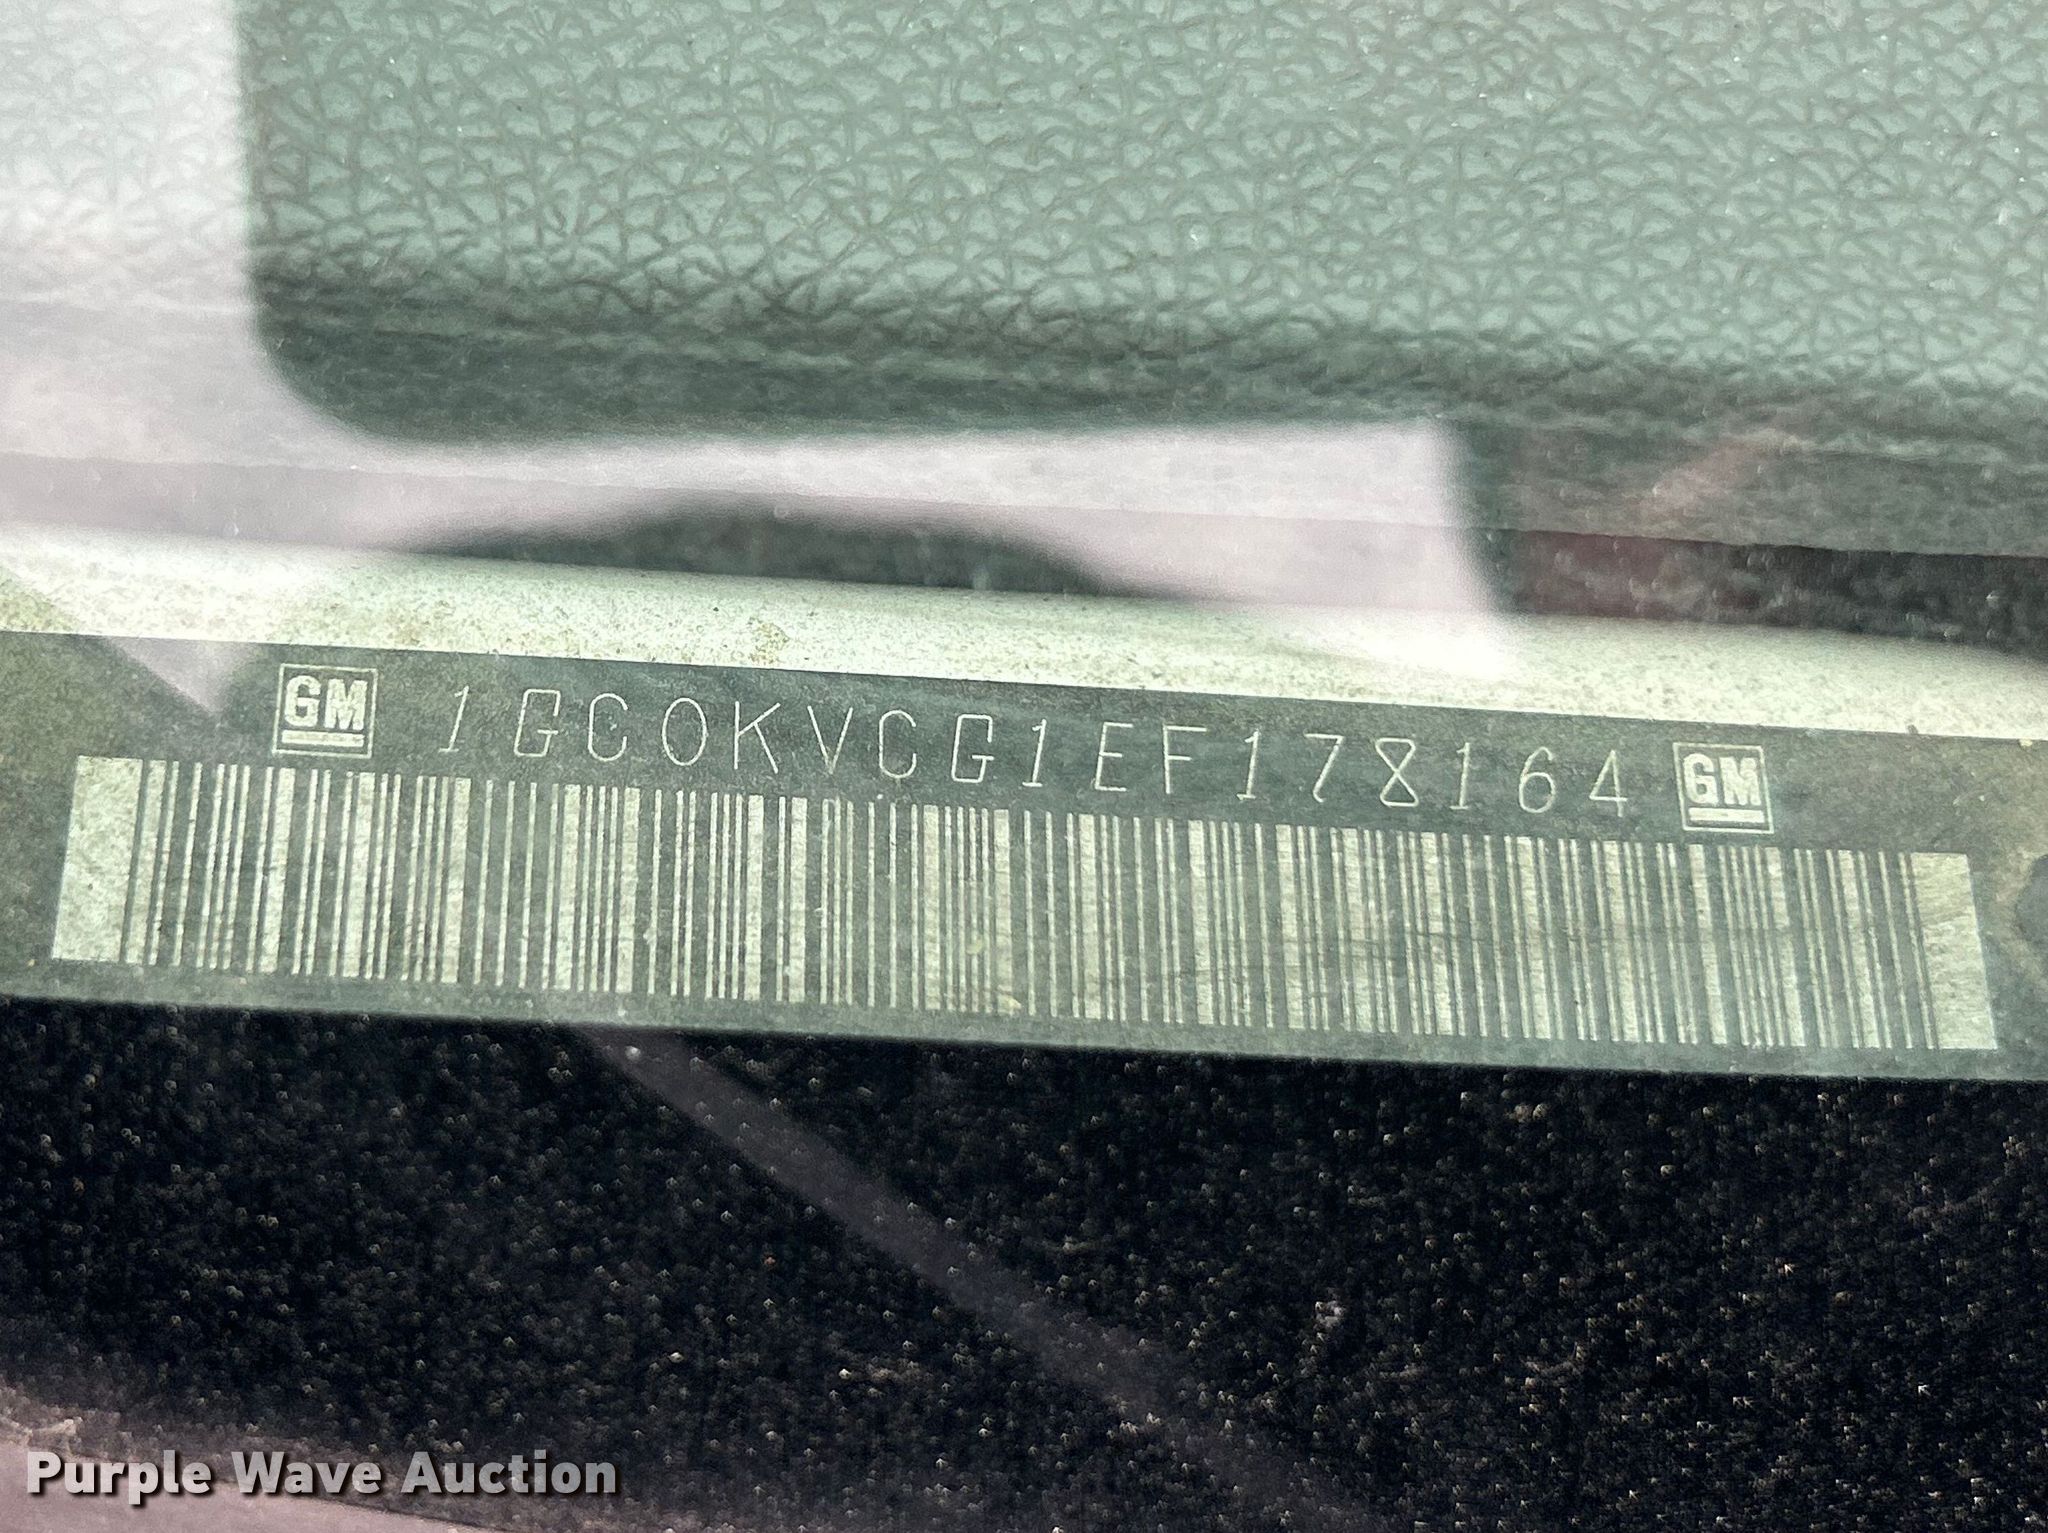 GM 1GC0KVCG1EF178164 GM
Purple Wave Auction